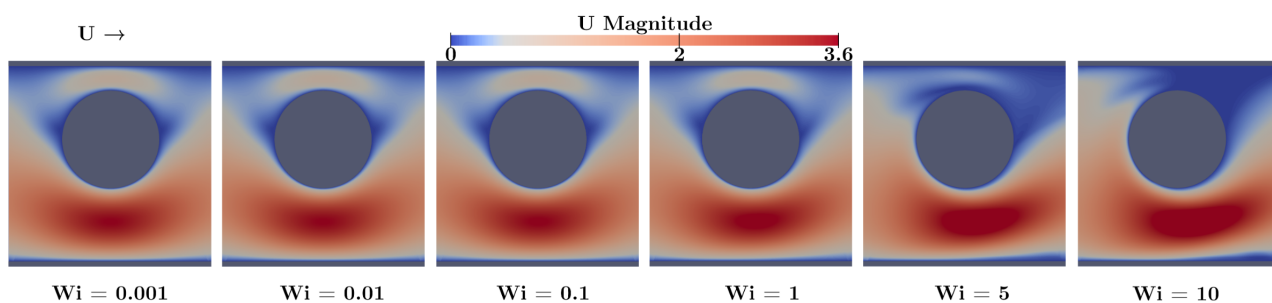 U →
U Magnitude
0 2 3.6
Wi = 0.001
Wi = 0.01
Wi = 0.1
Wi = 1
Wi = 5
Wi = 10